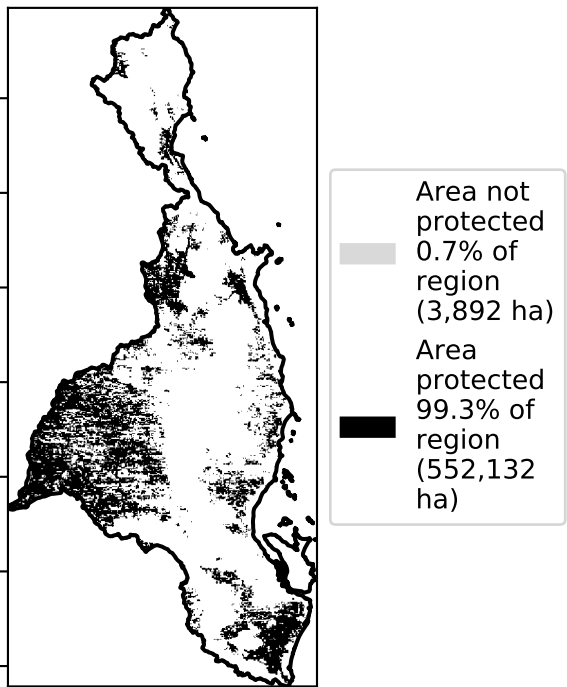 Area not
protected
0.7% of
region
(3,892 ha)
Area
protected
99.3% of
region
(552,132
ha)